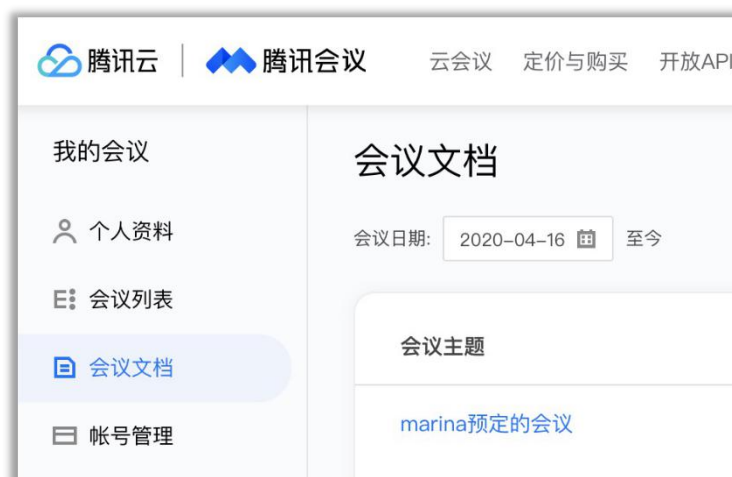 腾讯云 腾讯会议 云会议 定价与购买 开放API
我的会议
个人资料
会议列表
会议文档
帐号管理
会议文档
会议日期: 2020-04-16 至今
会议主题
marina预定的会议